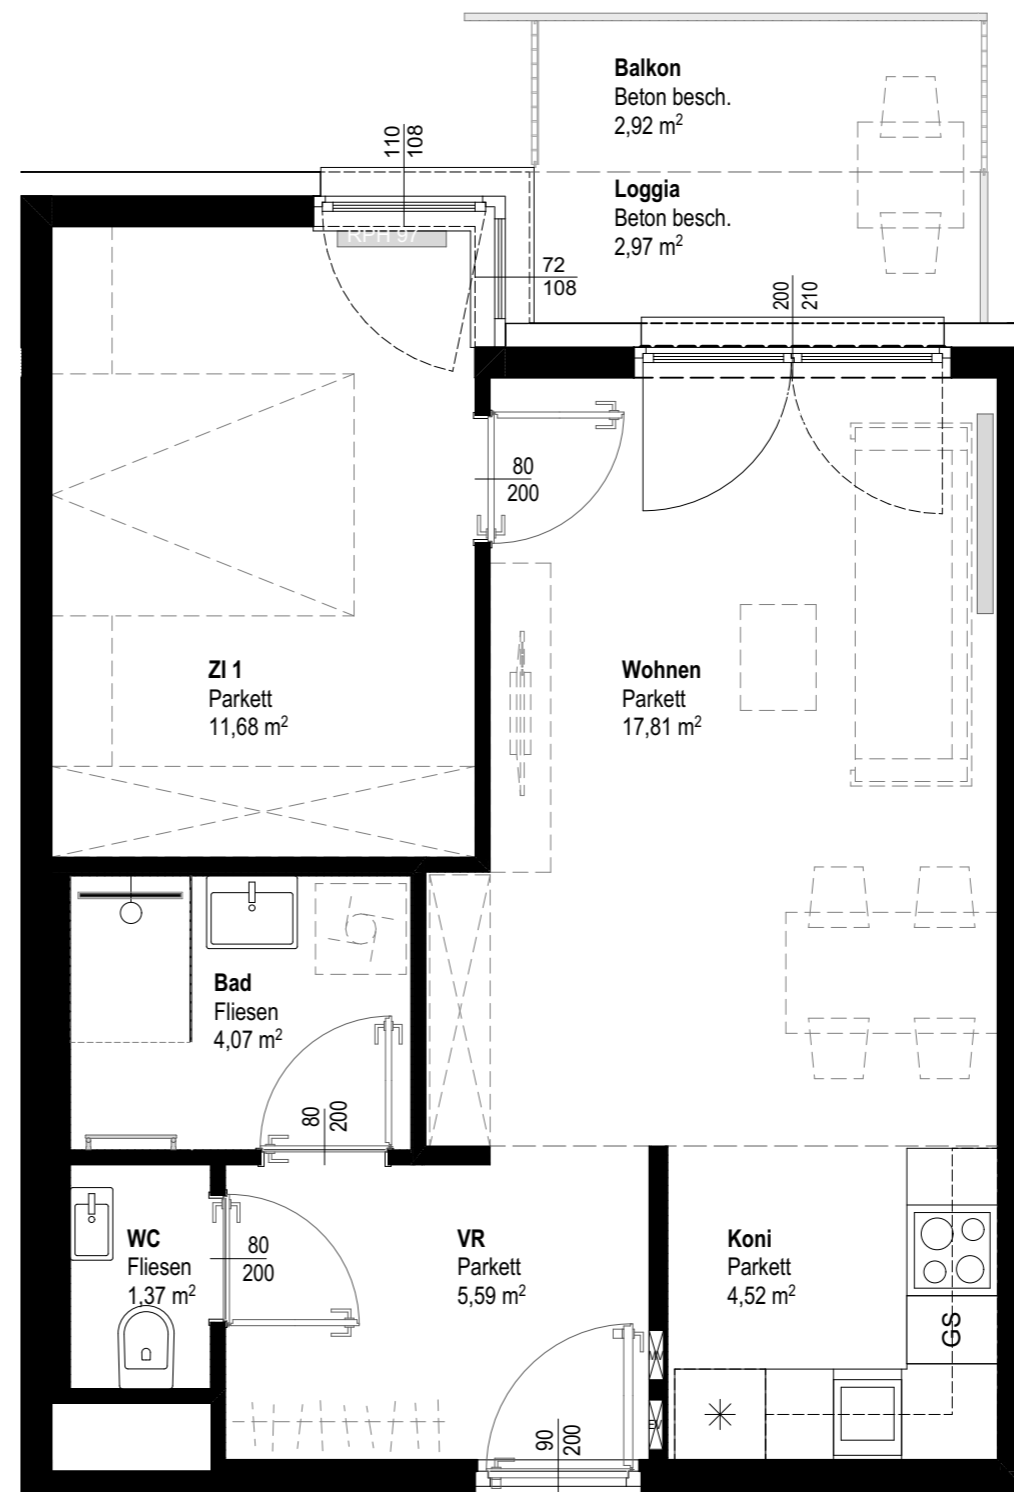 Balkon
Beton besch.
2,92 m²
110
108
Loggia
Beton besch.
2,97 m²
RPH 97
72
108
200
210
80
200
ZI 1
Parkett
11,68 m²
Wohnen
Parkett
17,81 m²
Bad
Fliesen
4,07 m²
80
200
WC
Fliesen
1,37 m²
80
200
VR
Parkett
5,59 m²
Koni
Parkett
4,52 m²
GS
90
200